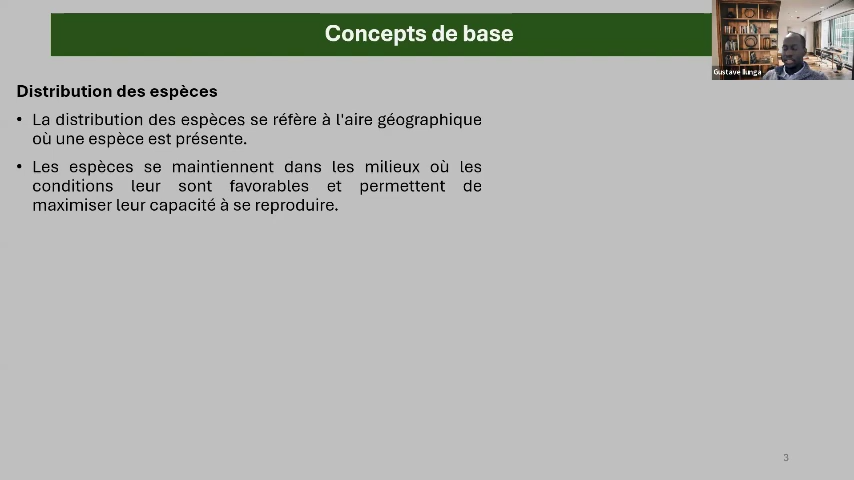 Concepts de base
Gustave Ilunga
Distribution des espèces
• La distribution des espèces se réfère à l'aire géographique
où une espèce est présente.
• Les espèces se maintiennent dans les milieux où les
conditions leur sont favorables et permettent de
maximiser leur capacité à se reproduire.
3